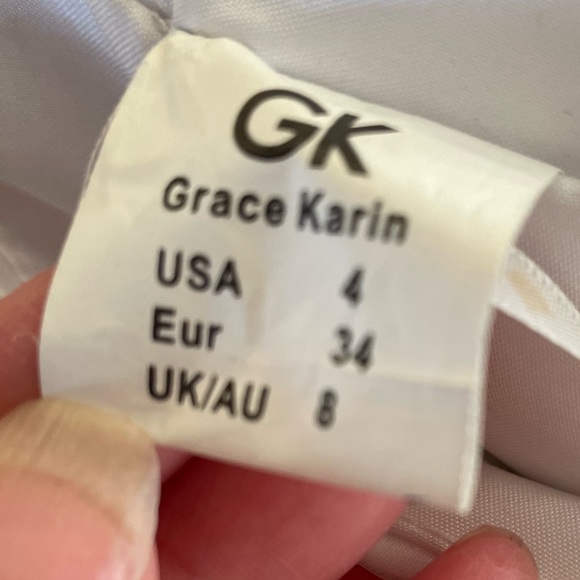 GK
Grace Karin
USA 4
Eur 34
UK/AU 8